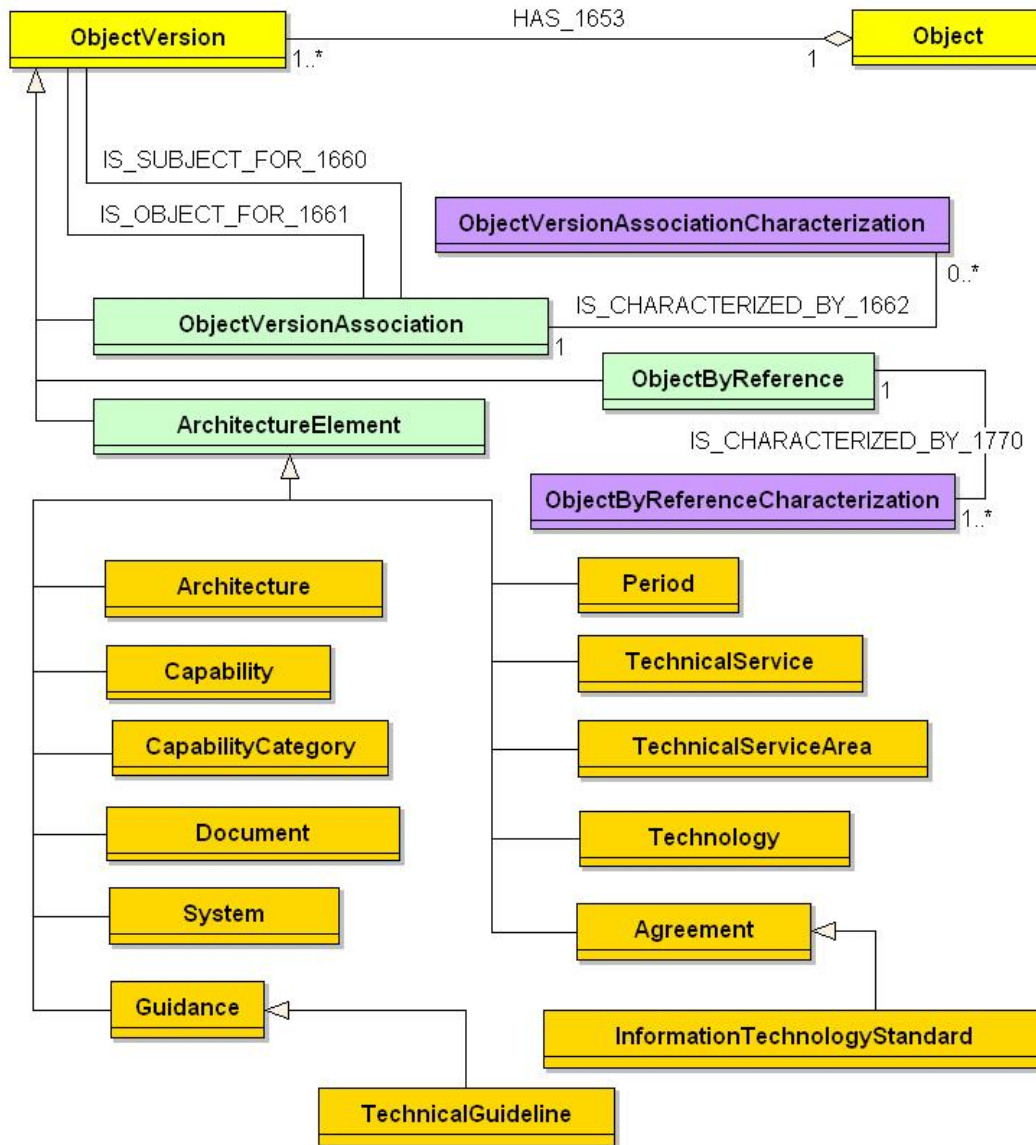 HAS_1653
ObjectVersion
Object
1..*
1
IS_SUBJECT_FOR_1660
IS_OBJECT_FOR_1661
ObjectVersionAssociationCharacterization
0..*
IS_CHARACTERIZED_BY_1662
ObjectVersionAssociation
1
ObjectByReference
1
ArchitectureElement
IS_CHARACTERIZED_BY_1770
ObjectByReferenceCharacterization
1..*
Architecture
Period
Capability
TechnicalService
CapabilityCategory
TechnicalServiceArea
Document
Technology
System
Agreement
Guidance
InformationTechnologyStandard
TechnicalGuideline